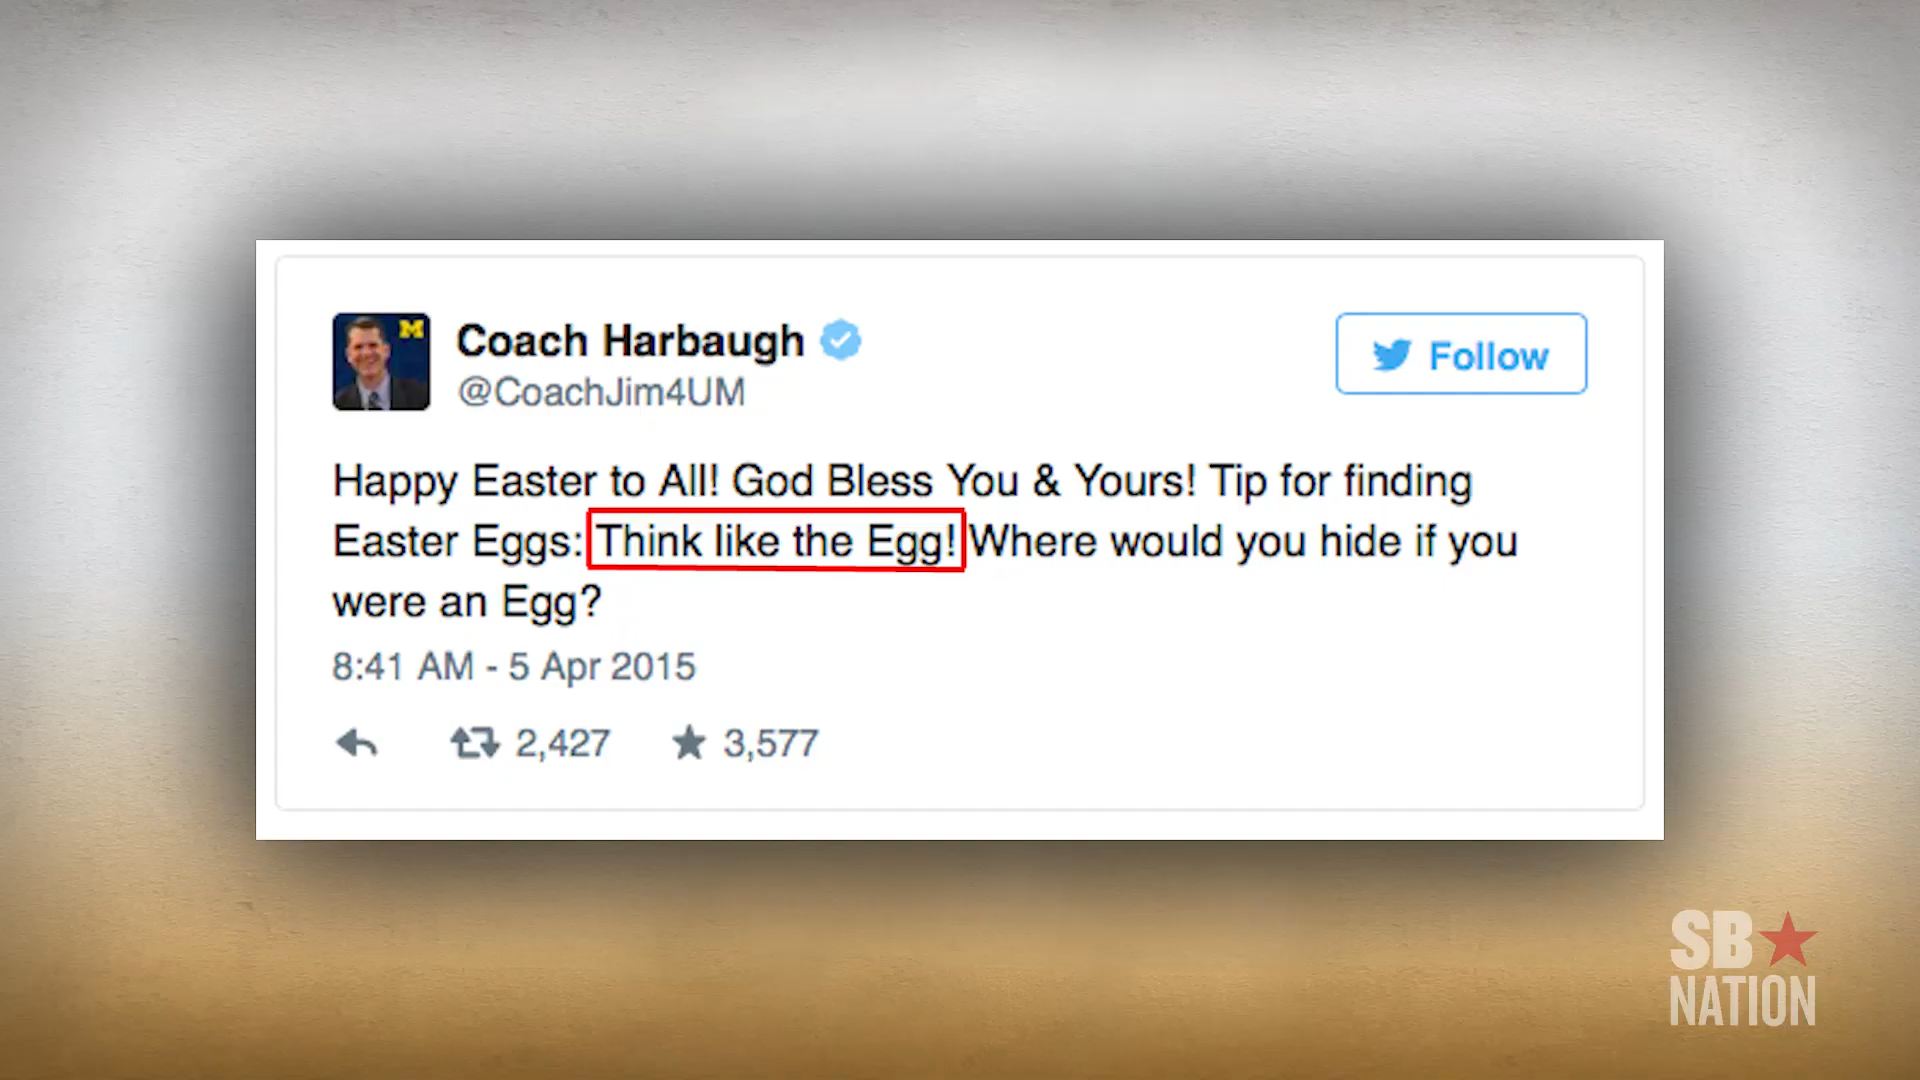 M
Coach Harbaugh
@CoachJim4UM
Follow
Happy Easter to All! God Bless You & Yours! Tip for finding
Easter Eggs: Think like the Egg! Where would you hide if you
were an Egg?
8:41 AM - 5 Apr 2015
2,427 3,577
SB
NATION